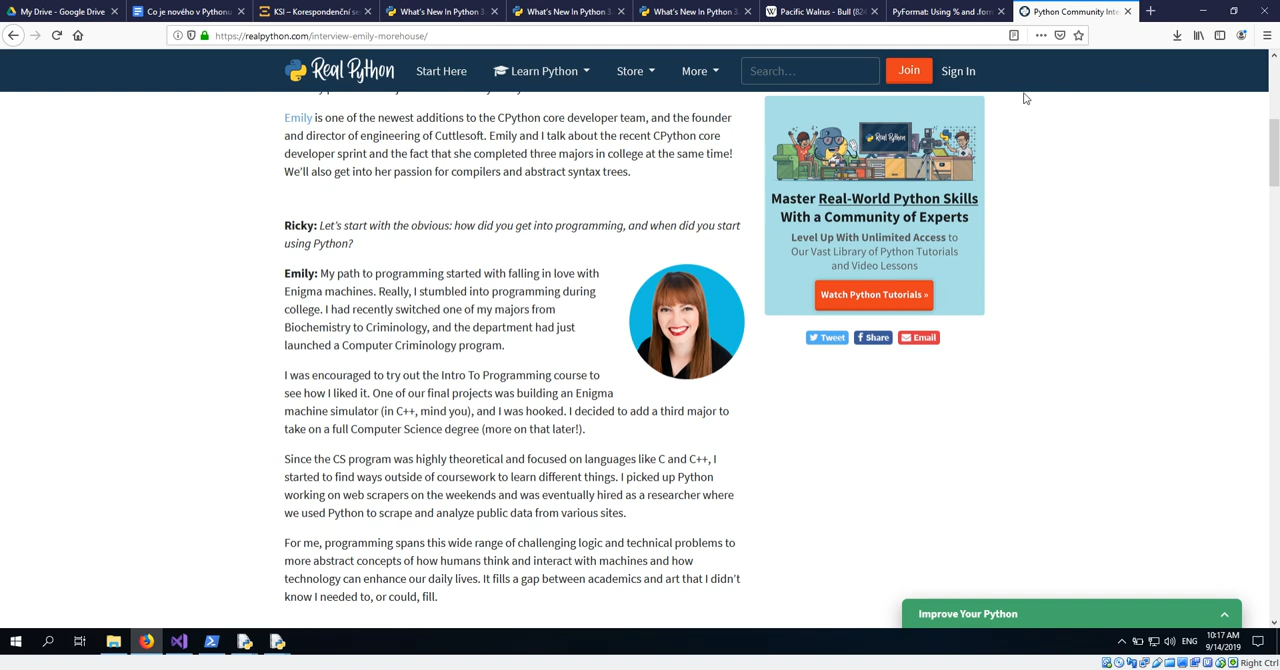 My Drive - Google Drive
Co je nového v Pythonu
KSI – Korespondenční se
What's New In Python 3.
What's New In Python 3.
What's New In Python 3.
Pacific Walrus - Bull (824
PyFormat: Using % and .for
Python Community Inte
https://realpython.com/interview-emily-morehouse/
Real Python
Start Here
Learn Python
Store
More
Search...
Join
Sign In
Emily is one of the newest additions to the CPython core developer team, and the founder
and director of engineering of Cuttlesoft. Emily and I talk about the recent CPython core
developer sprint and the fact that she completed three majors in college at the same time!
We'll also get into her passion for compilers and abstract syntax trees.
Ricky: Let's start with the obvious: how did you get into programming, and when did you start
using Python?
Emily: My path to programming started with falling in love with
Enigma machines. Really, I stumbled into programming during
college. I had recently switched one of my majors from
Biochemistry to Criminology, and the department had just
launched a Computer Criminology program.
I was encouraged to try out the Intro To Programming course to
see how I liked it. One of our final projects was building an Enigma
machine simulator (in C++, mind you), and I was hooked. I decided to add a third major to
take on a full Computer Science degree (more on that later!).
Since the CS program was highly theoretical and focused on languages like C and C++, I
started to find ways outside of coursework to learn different things. I picked up Python
working on web scrapers on the weekends and was eventually hired as a researcher where
we used Python to scrape and analyze public data from various sites.
For me, programming spans this wide range of challenging logic and technical problems to
more abstract concepts of how humans think and interact with machines and how
technology can enhance our daily lives. It fills a gap between academics and art that I didn't
know I needed to, or could, fill.
Real Python
Master Real-World Python Skills
With a Community of Experts
Level Up With Unlimited Access to
Our Vast Library of Python Tutorials
and Video Lessons
Watch Python Tutorials »
Tweet
Share
Email
Improve Your Python
ENG
10:17 AM
9/14/2019
Right Ctrl